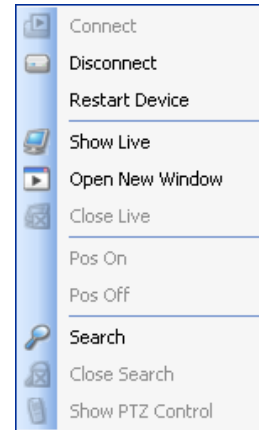 Connect
Disconnect
Restart Device
Show Live
Open New Window
Close Live
Pos On
Pos Off
Search
Close Search
Show PTZ Control